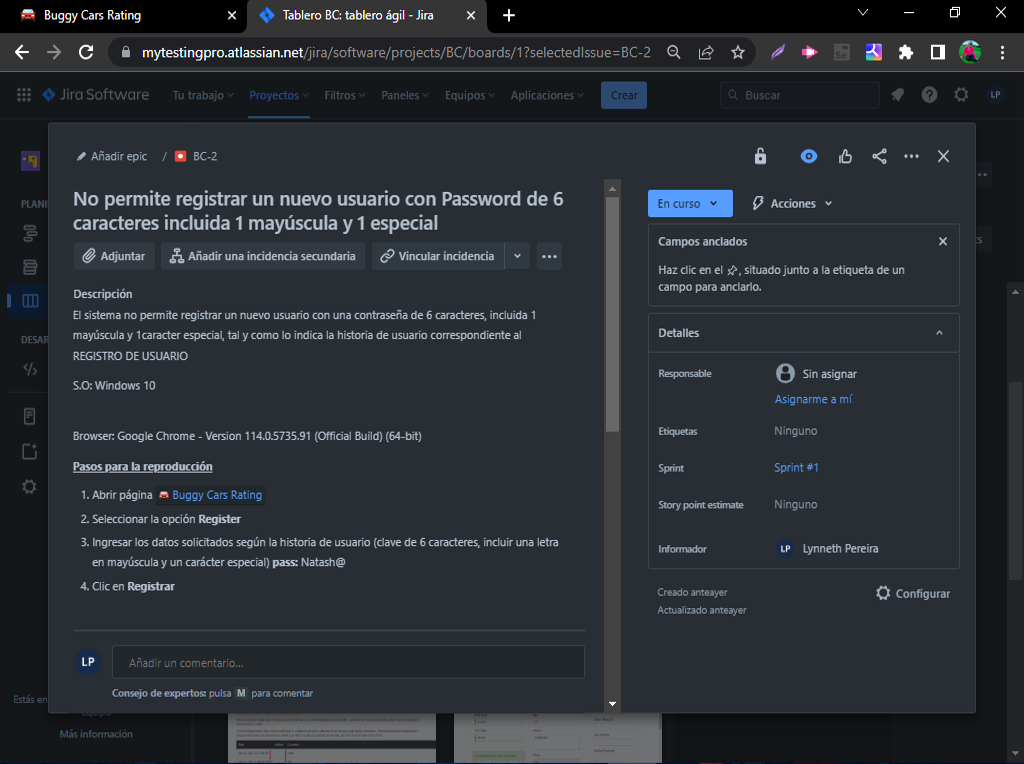 Buggy Cars Rating
Tablero BC: tablero ágil - Jira
mytestingpro.atlassian.net/jira/software/projects/BC/boards/1?selectedIssue=BC-2
Jira Software
Tu trabajo
Proyectos
Filtros
Paneles
Equipos
Aplicaciones
Crear
Buscar
LP
PLANI
DESAR
Añadir epic
/
BC-2
No permite registrar un nuevo usuario con Password de 6
caracteres incluida 1 mayúscula y 1 especial
Adjuntar
Añadir una incidencia secundaria
Vincular incidencia
Descripción
El sistema no permite registrar un nuevo usuario con una contraseña de 6 caracteres, incluida 1
mayúscula y 1caracter especial, tal y como lo indica la historia de usuario correspondiente al
REGISTRO DE USUARIO
S.O: Windows 10
Browser: Google Chrome - Version 114.0.5735.91 (Official Build) (64-bit)
Pasos para la reproducción
1. Abrir página Buggy Cars Rating
2. Seleccionar la opción Register
3. Ingresar los datos solicitados según la historia de usuario (clave de 6 caracteres, incluir una letra
en mayúscula y un carácter especial) pass: Natash@
4. Clic en Registrar
LP
Añadir un comentario...
Consejo de expertos: pulsa M para comentar
En curso
Acciones
Campos anclados
Haz clic en el , situado junto a la etiqueta de un
campo para anclarlo.
Detalles
Responsable
Sin asignar
Asignarme a mí
Etiquetas
Ninguno
Sprint
Sprint #1
Story point estimate
Ninguno
Informador
LP
Lynneth Pereira
Creado anteayer
Actualizado anteayer
Configurar
Estás en
equipo
Más información